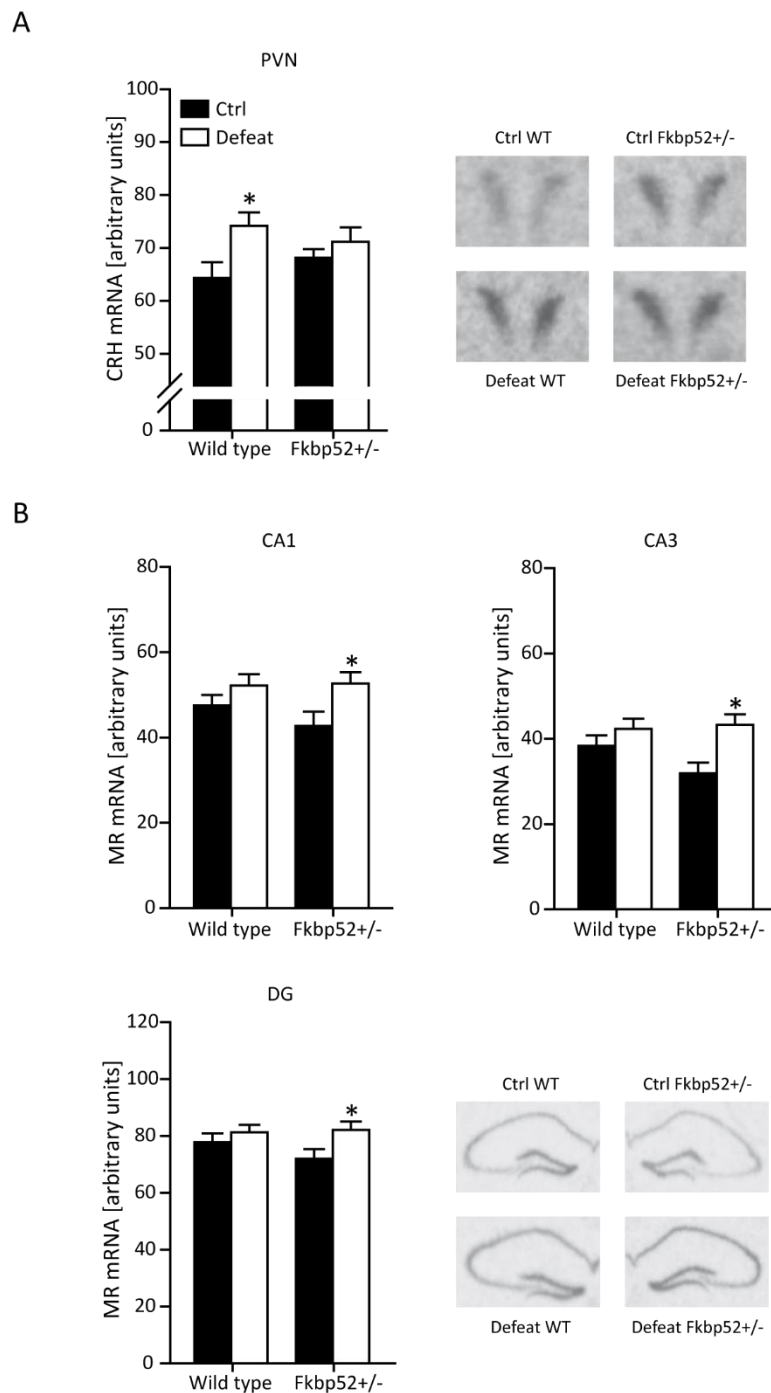 A
PVN
100
90
80
70
60
50
0
CRH mRNA [arbitrary units]
Ctrl
Defeat
*
Wild type
Fkbp52+/-
Ctrl WT
Ctrl Fkbp52+/-
Defeat WT
Defeat Fkbp52+/-
B
CA1
80
60
40
20
0
MR mRNA [arbitrary units]
*
Wild type
Fkbp52+/-
CA3
80
60
40
20
0
MR mRNA [arbitrary units]
*
Wild type
Fkbp52+/-
DG
120
100
80
60
40
20
0
MR mRNA [arbitrary units]
*
Wild type
Fkbp52+/-
Ctrl WT
Ctrl Fkbp52+/-
Defeat WT
Defeat Fkbp52+/-